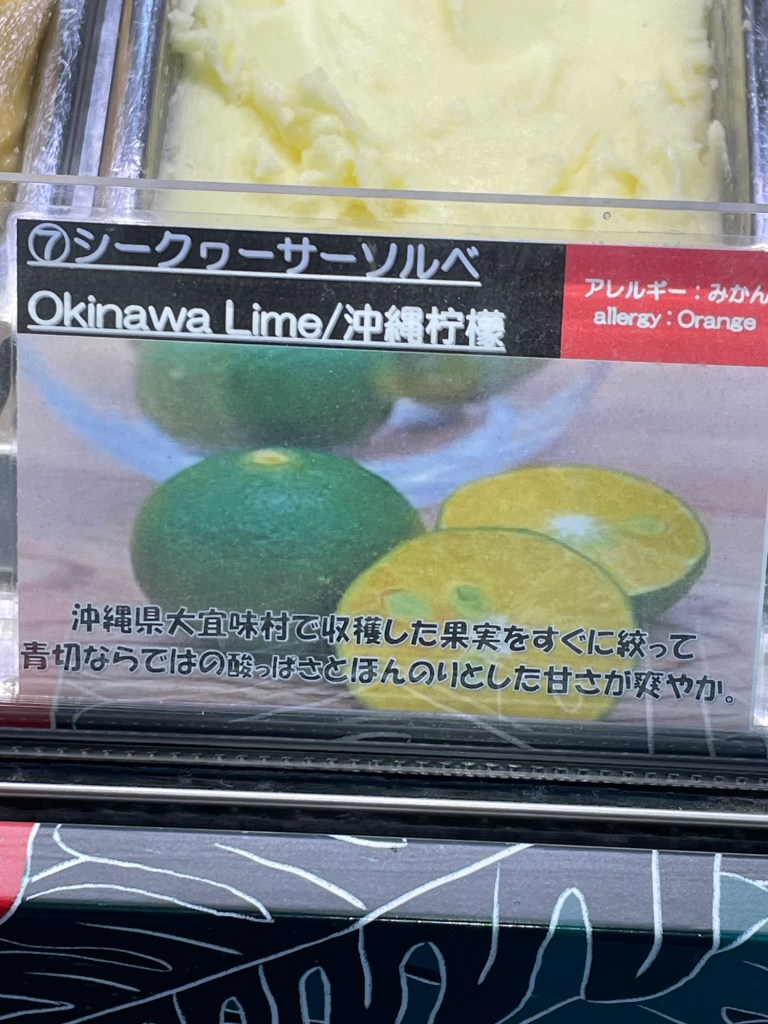 ⑦シークヮーサーソルベ
Okinawa Lime/沖縄柠檬
アレルギー：みかん
allergy：Orange
沖縄県大宜味村で収穫した果実をすぐに絞って
青切ならではの酸っぱさとほんのりとした甘さが爽やか。